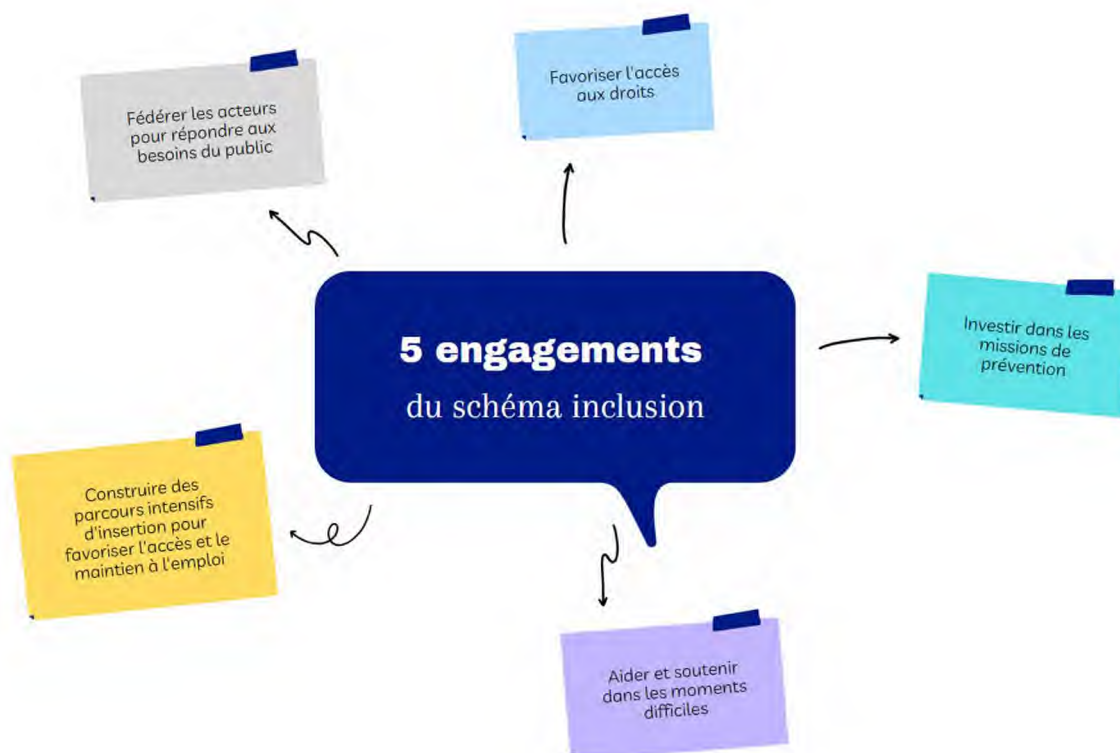 Fédérer les acteurs
pour répondre aux
besoins du public
Favoriser l'accès
aux droits
5 engagements
du schéma inclusion
Investir dans les
missions de
prévention
Construire des
parcours intensifs
d'insertion pour
favoriser l'accès et le
maintien à l'emploi
Aider et soutenir
dans les moments
difficiles